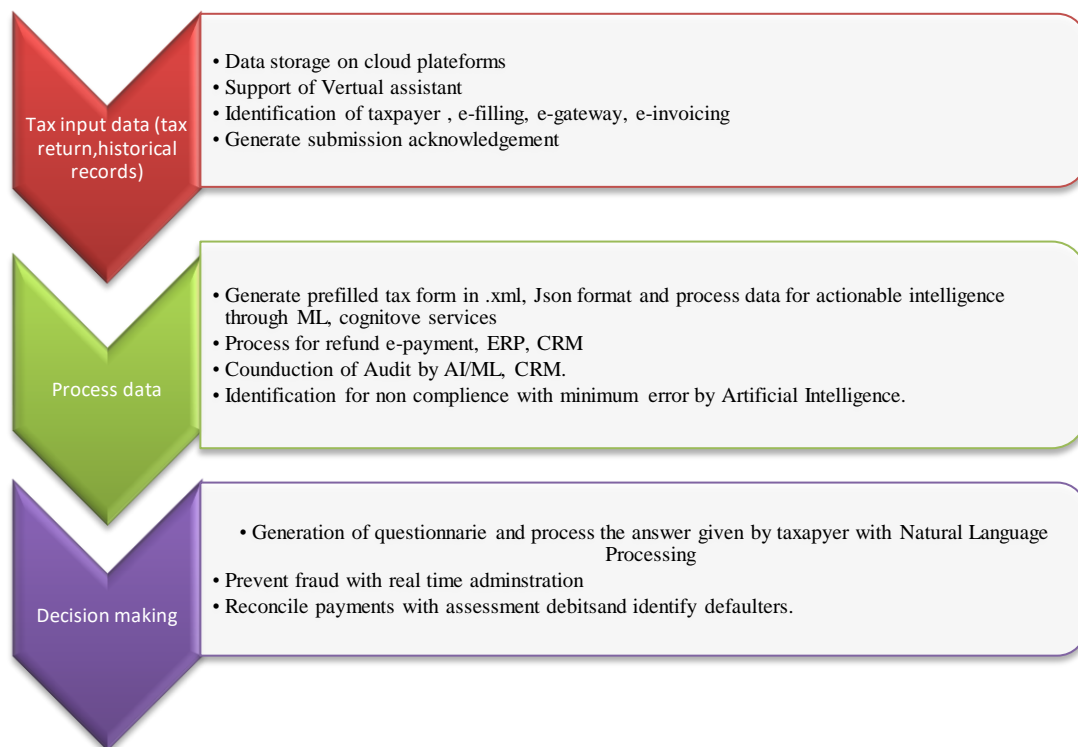 Tax input data (tax
return,historical
records)
• Data storage on cloud plateforms
• Support of Vertual assistant
• Identification of taxpayer , e-filling, e-gateway, e-invoicing
• Generate submission acknowledgement
Process data
• Generate prefilled tax form in .xml, Json format and process data for actionable intelligence
through ML, cognitove services
• Process for refund e-payment, ERP, CRM
• Counduction of Audit by AI/ML, CRM.
• Identification for non complience with minimum error by Artificial Intelligence.
Decision making
• Generation of questionnarie and process the answer given by taxapyer with Natural Language
Processing
• Prevent fraud with real time adminstration
• Reconcile payments with assessment debitsand identify defaulters.